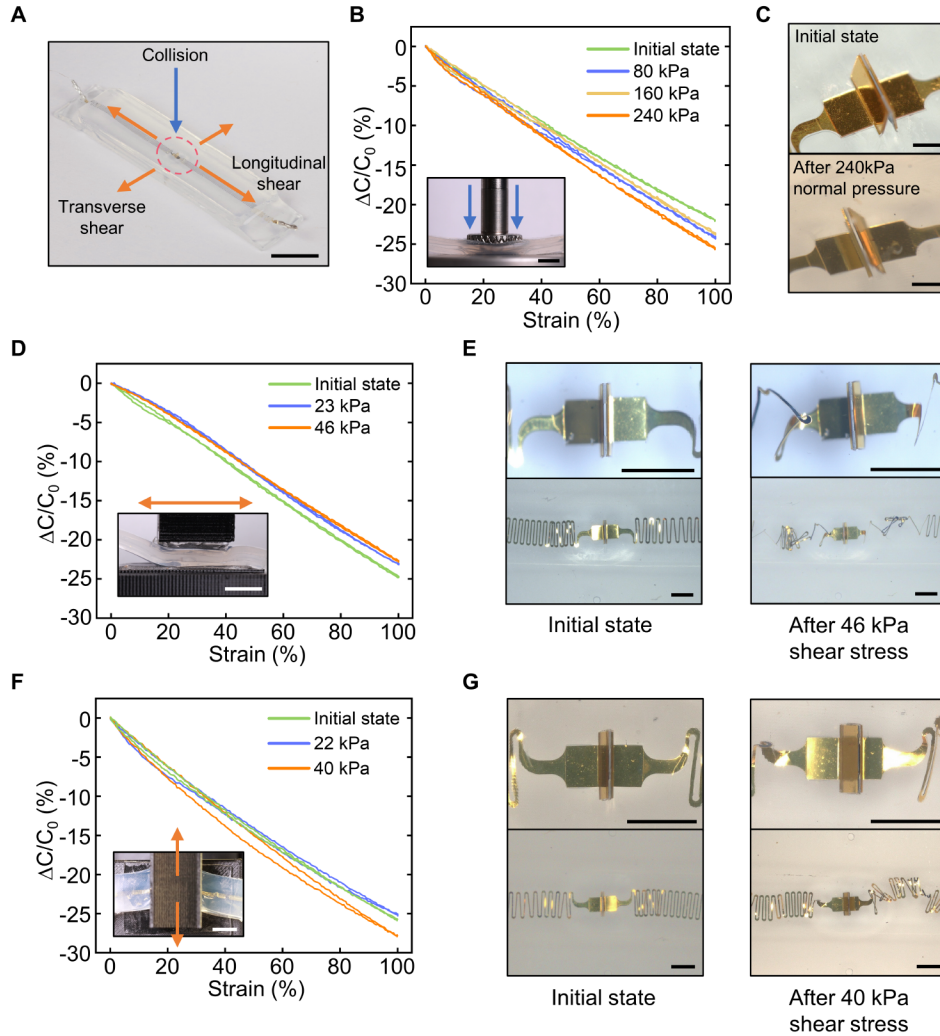 A
Collision
Longitudinal
shear
Transverse
shear
B
ΔC/C₀ (%)
0
-5
-10
-15
-20
-25
-30
Initial state
80 kPa
160 kPa
240 kPa
0 20 40 60 80 100
Strain (%)
C
Initial state
After 240kPa
normal pressure
D
ΔC/C₀ (%)
0
-5
-10
-15
-20
-25
-30
Initial state
23 kPa
46 kPa
0 20 40 60 80 100
Strain (%)
E
Initial state
After 46 kPa
shear stress
F
ΔC/C₀ (%)
0
-5
-10
-15
-20
-25
-30
Initial state
22 kPa
40 kPa
0 20 40 60 80 100
Strain (%)
G
Initial state
After 40 kPa
shear stress